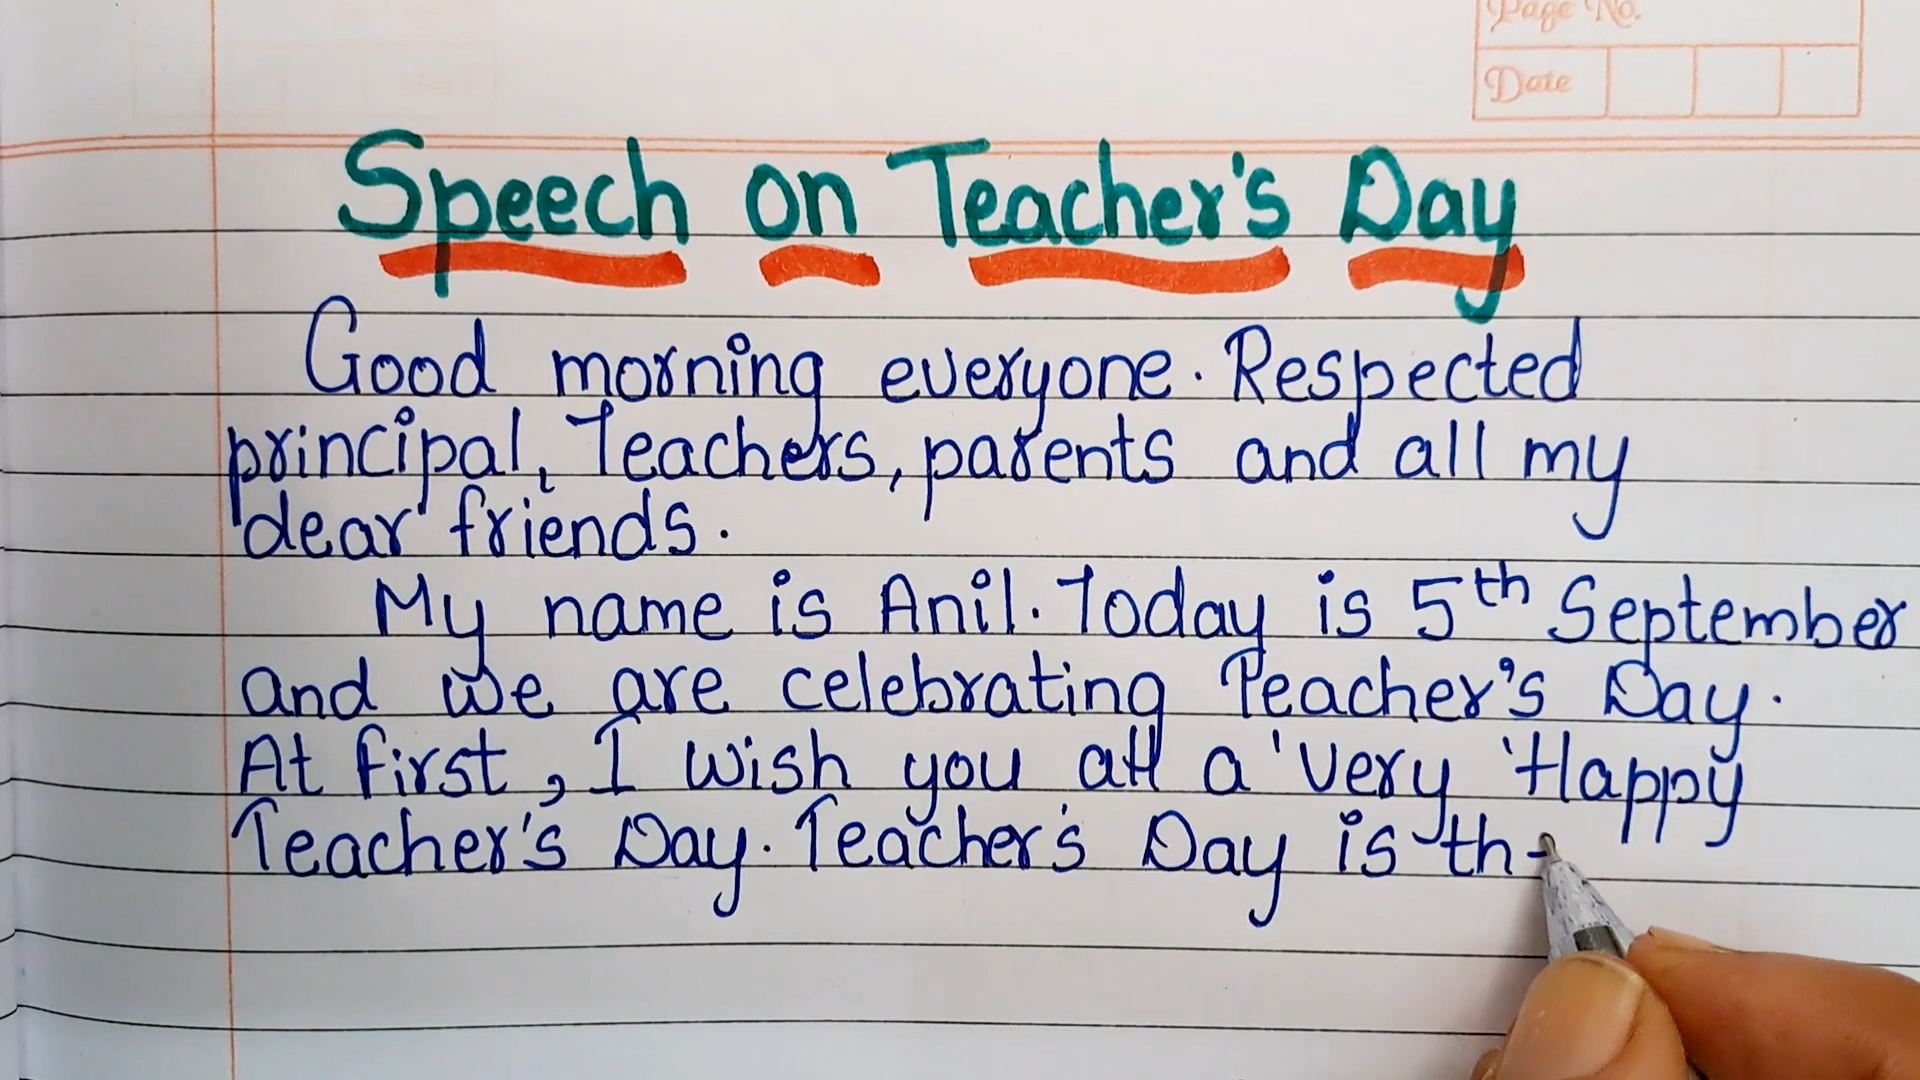 Page No.
Date
Speech on Teacher's Day
Good morning everyone. Respected
principal, Teachers, parents and all my
dear friends.
My name is Anil. Today is 5th September
and we are celebrating Teacher's Day.
At first, I wish you all a very Happy
Teacher's Day. Teacher's Day is th